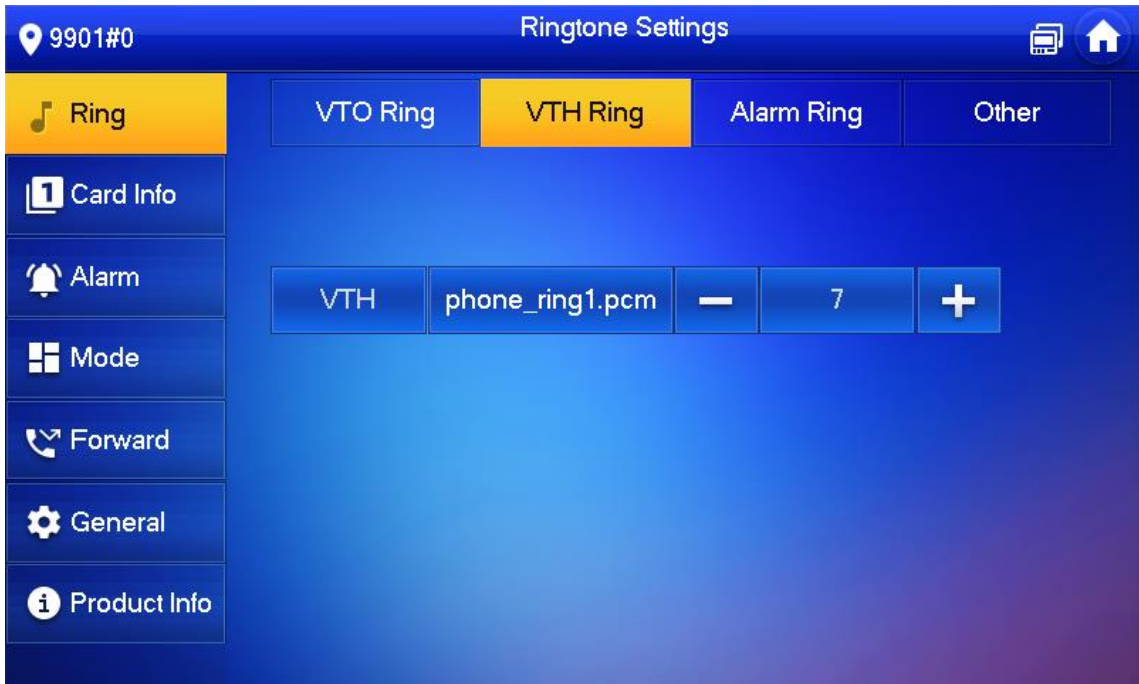 9901#0
Ringtone Settings
Ring
VTO Ring
VTH Ring
Alarm Ring
Other
1 Card Info
Alarm
VTH
phone_ring1.pcm
7
Mode
Forward
General
Product Info